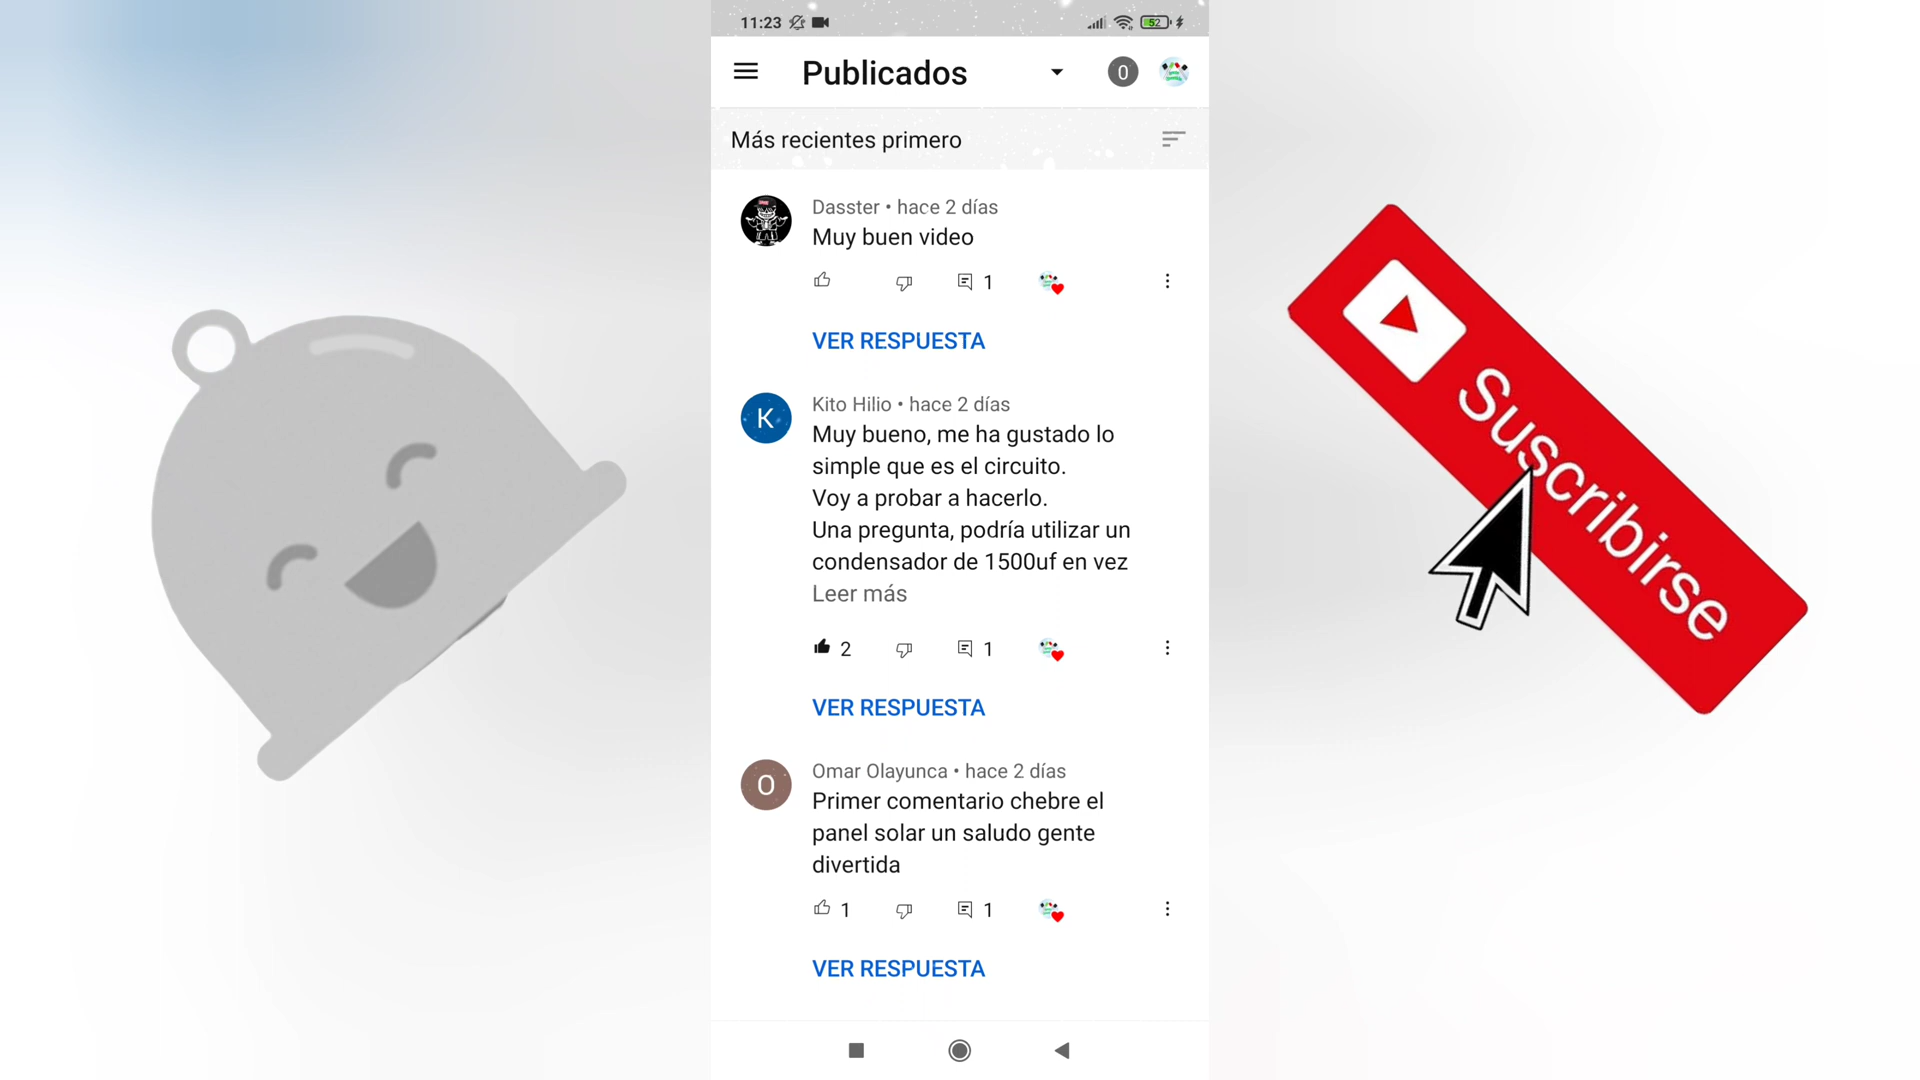 11:23
52
Publicados
0
Más recientes primero
Dasster • hace 2 días
Muy buen video
1
VER RESPUESTA
K
Kito Hilio • hace 2 días
Muy bueno, me ha gustado lo
simple que es el circuito.
Voy a probar a hacerlo.
Una pregunta, podría utilizar un
condensador de 1500uf en vez
Leer más
2 1
VER RESPUESTA
O
Omar Olayunca • hace 2 días
Primer comentario chebre el
panel solar un saludo gente
divertida
1 1
VER RESPUESTA
Suscribirse